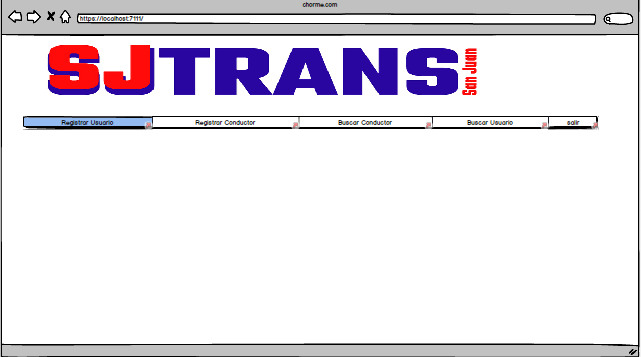 chorme.com
https://localhost:7111/
SJTRANS San Juan
Registrar Usuario Registrar Conductor Buscar Conductor Buscar Usuario salir